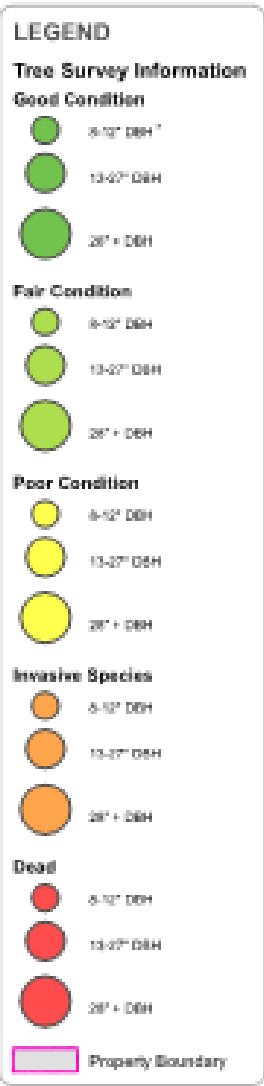 LEGEND
Tree Survey Information
Good Condition
8-12" DBH *
13-27" DBH
28" + DBH
Fair Condition
8-12" DBH
13-27" DBH
28" + DBH
Poor Condition
8-12" DBH
13-27" DBH
28" + DBH
Invasive Species
8-12" DBH
13-27" DBH
28" + DBH
Dead
8-12" DBH
13-27" DBH
28" + DBH
Property Boundary